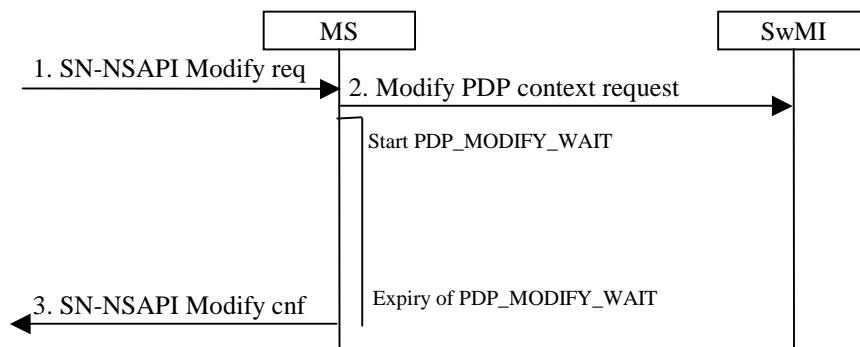 MS
SwMI
1. SN-NSAPI Modify req
2. Modify PDP context request
Start PDP_MODIFY_WAIT
Expiry of PDP_MODIFY_WAIT
3. SN-NSAPI Modify cnf